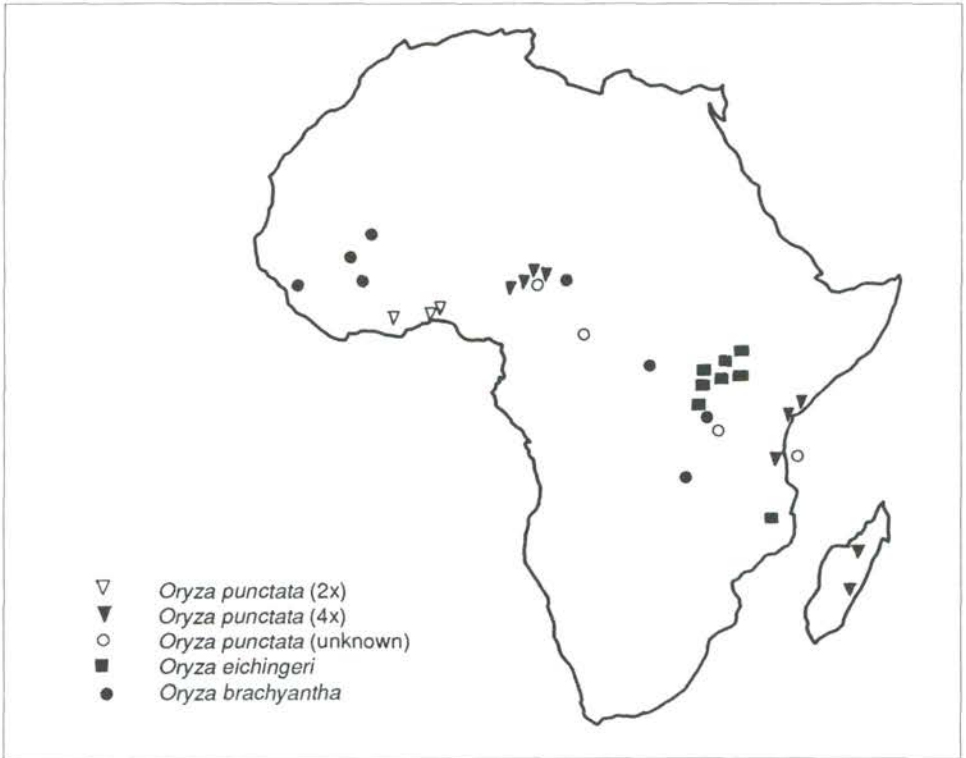 Oryza punctata (2x)
Oryza punctata (4x)
Oryza punctata (unknown)
Oryza eichingeri
Oryza brachyantha